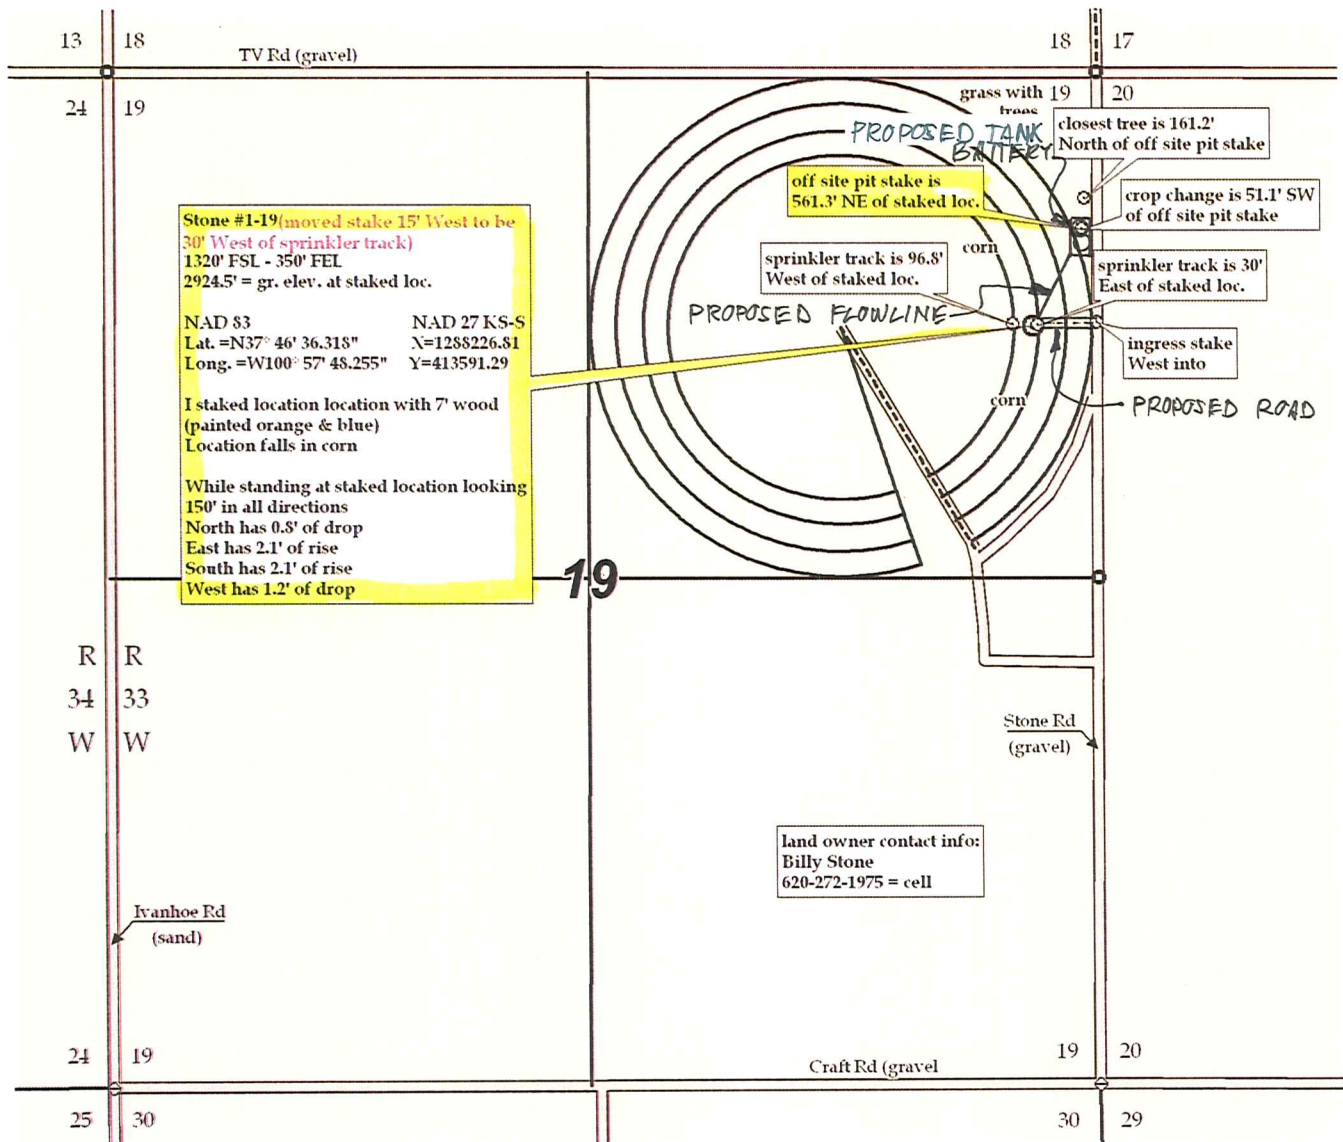 13 18
TV Rd (gravel)
18 17
24 19
grass with
trees
19 20
PROPOSED TANK
BATTERY
closest tree is 161.2'
North of off site pit stake
off site pit stake is
561.3' NE of staked loc.
crop change is 51.1' SW
of off site pit stake
Stone #1-19(moved stake 15' West to be
30' West of sprinkler track)
1320' FSL - 350' FEL
2924.5' = gr. elev. at staked loc.
NAD 83 NAD 27 KS-S
Lat. =N37° 46' 36.318" X=1288226.81
Long. =W100° 57' 48.255" Y=413591.29
I staked location location with 7' wood
(painted orange & blue)
Location falls in corn
While standing at staked location looking
150' in all directions
North has 0.8' of drop
East has 2.1' of rise
South has 2.1' of rise
West has 1.2' of drop
corn
sprinkler track is 96.8'
West of staked loc.
sprinkler track is 30'
East of staked loc.
PROPOSED FLOWLINE
ingress stake
West into
corn
PROPOSED ROAD
19
R R
34 33
W W
Stone Rd
(gravel)
land owner contact info:
Billy Stone
620-272-1975 = cell
Ivanhoe Rd
(sand)
24 19
Craft Rd (gravel
19 20
25 30
30 29